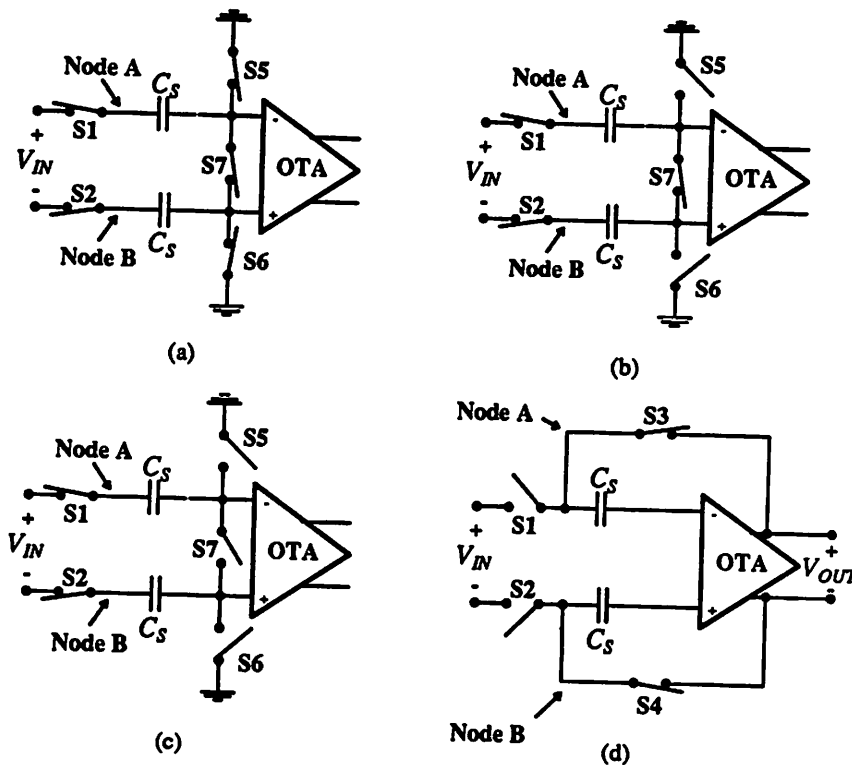 Node A
C_S
S5
S1
+
V_IN
-
S7
-
OTA
+
S2
C_S
Node B
S6
(a)
Node A
C_S
S5
S1
+
V_IN
-
S7
-
OTA
+
S2
C_S
Node B
S6
(b)
Node A
C_S
S5
S1
+
V_IN
-
S7
-
OTA
+
S2
C_S
Node B
S6
(c)
Node A
S3
C_S
S1
+
V_IN
-
-
OTA
+
+
V_OUT
-
S2
C_S
S4
Node B
(d)